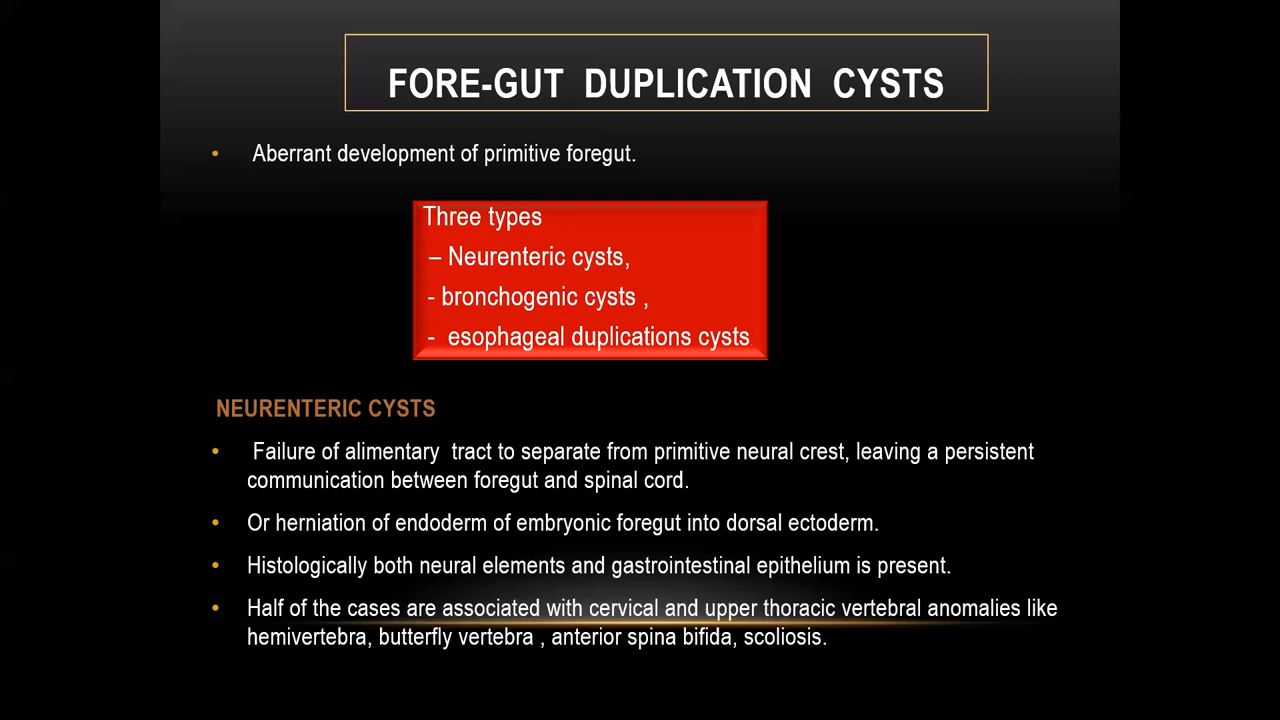 FORE-GUT DUPLICATION CYSTS
• Aberrant development of primitive foregut.
Three types
– Neurenteric cysts,
- bronchogenic cysts ,
- esophageal duplications cysts
NEURENTERIC CYSTS
• Failure of alimentary tract to separate from primitive neural crest, leaving a persistent
communication between foregut and spinal cord.
• Or herniation of endoderm of embryonic foregut into dorsal ectoderm.
• Histologically both neural elements and gastrointestinal epithelium is present.
• Half of the cases are associated with cervical and upper thoracic vertebral anomalies like
hemivertebra, butterfly vertebra , anterior spina bifida, scoliosis.